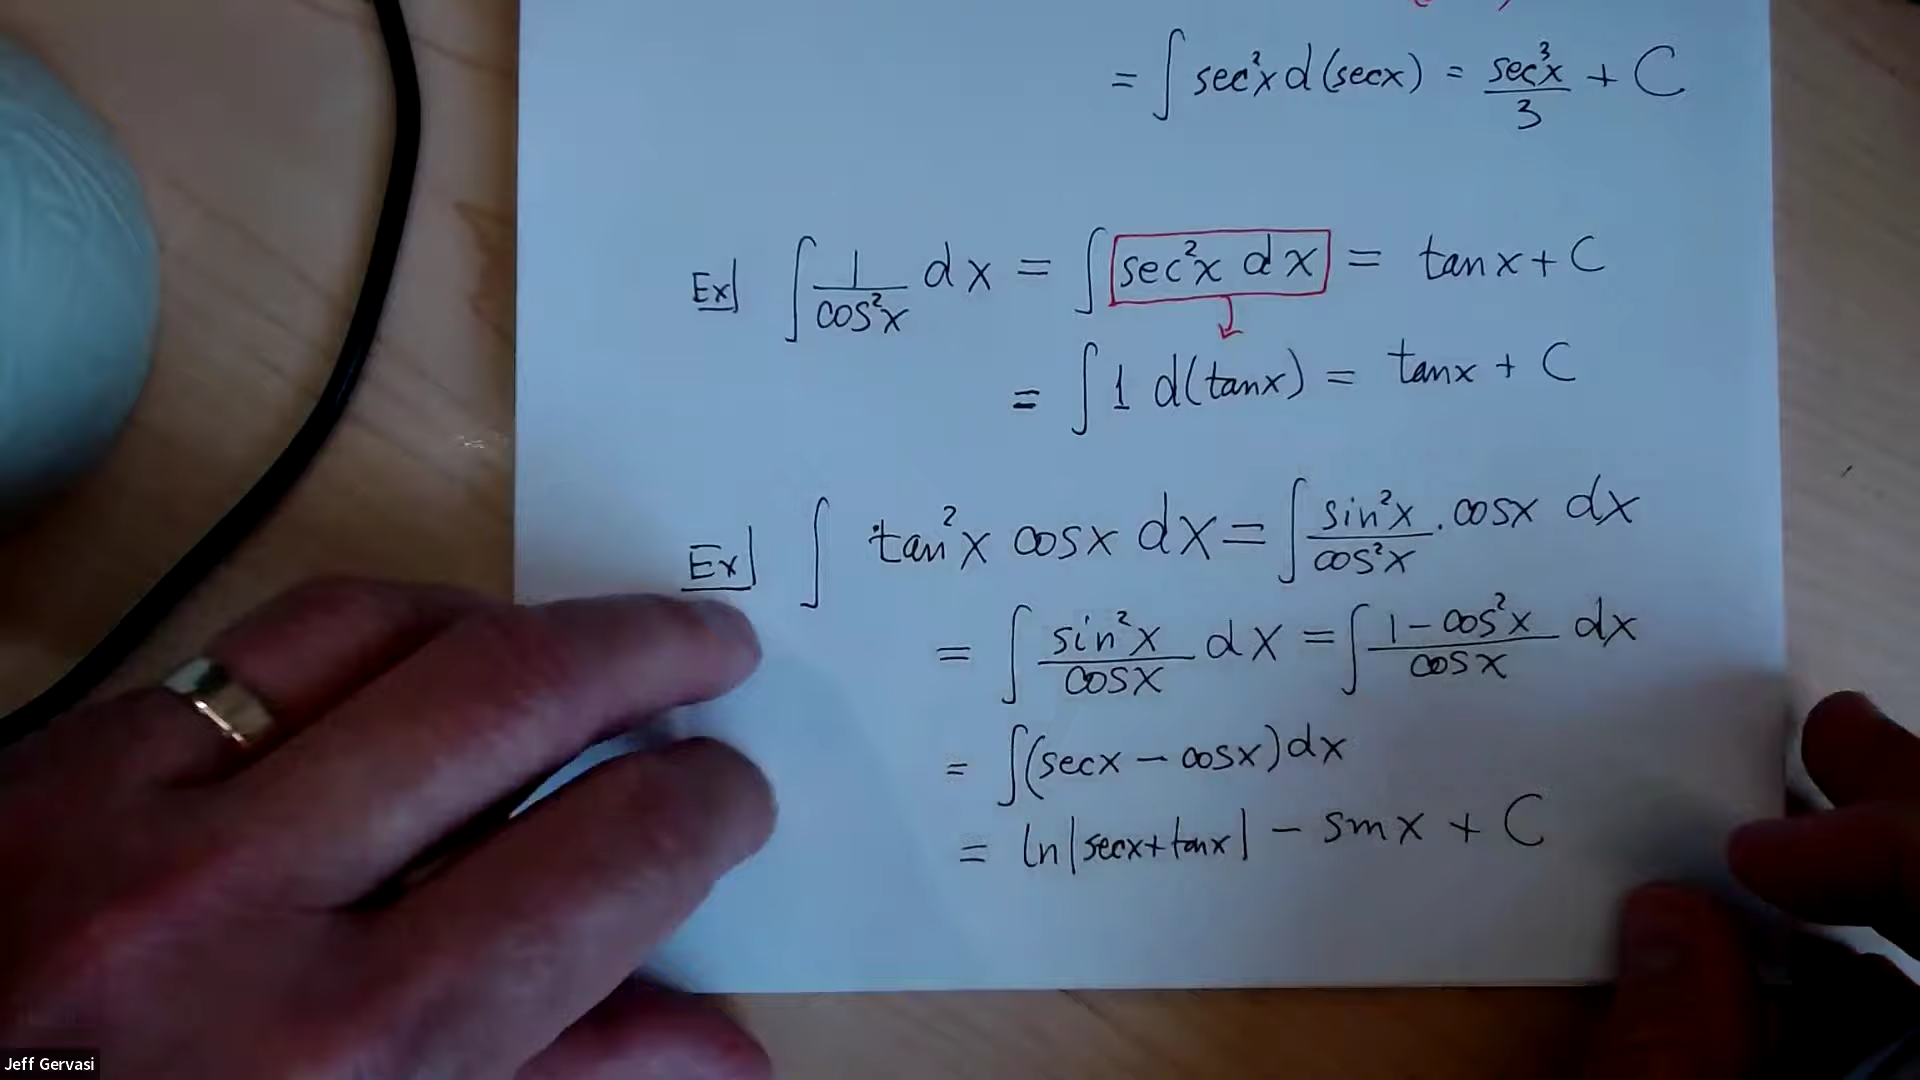 = ∫ sec²x d(secx) = sec³x/3 + C
Ex] ∫ 1/cos²x dx = ∫ sec²x dx = tanx + C
= ∫ 1 d(tanx) = tanx + C
Ex] ∫ tan²x cosx dx = ∫ sin²x/cos²x · cosx dx
= ∫ sin²x/cosx dx = ∫ 1 - cos²x/cosx dx
= ∫(secx - cosx)dx
= ln|secx+tanx| - sinx + C
Jeff Gervasi